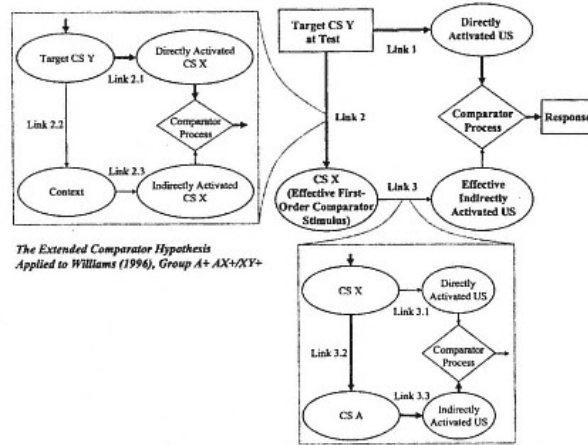 Target CS Y
Link 2.1
Directly Activated
CS X
Link 2.2
Comparator
Process
Context
Link 2.3
Indirectly Activated
CS X
Target CS Y
at Test
Link 1
Directly
Activated US
Link 2
Comparator
Process
Response
CS X
(Effective First-
Order Comparator
Stimulus)
Link 3
Effective
Indirectly
Activated US
The Extended Comparator Hypothesis
Applied to Williams (1996), Group A+ AX+/XY+
CS X
Link 3.1
Directly
Activated US
Link 3.2
Comparator
Process
CS A
Link 3.3
Indirectly
Activated US